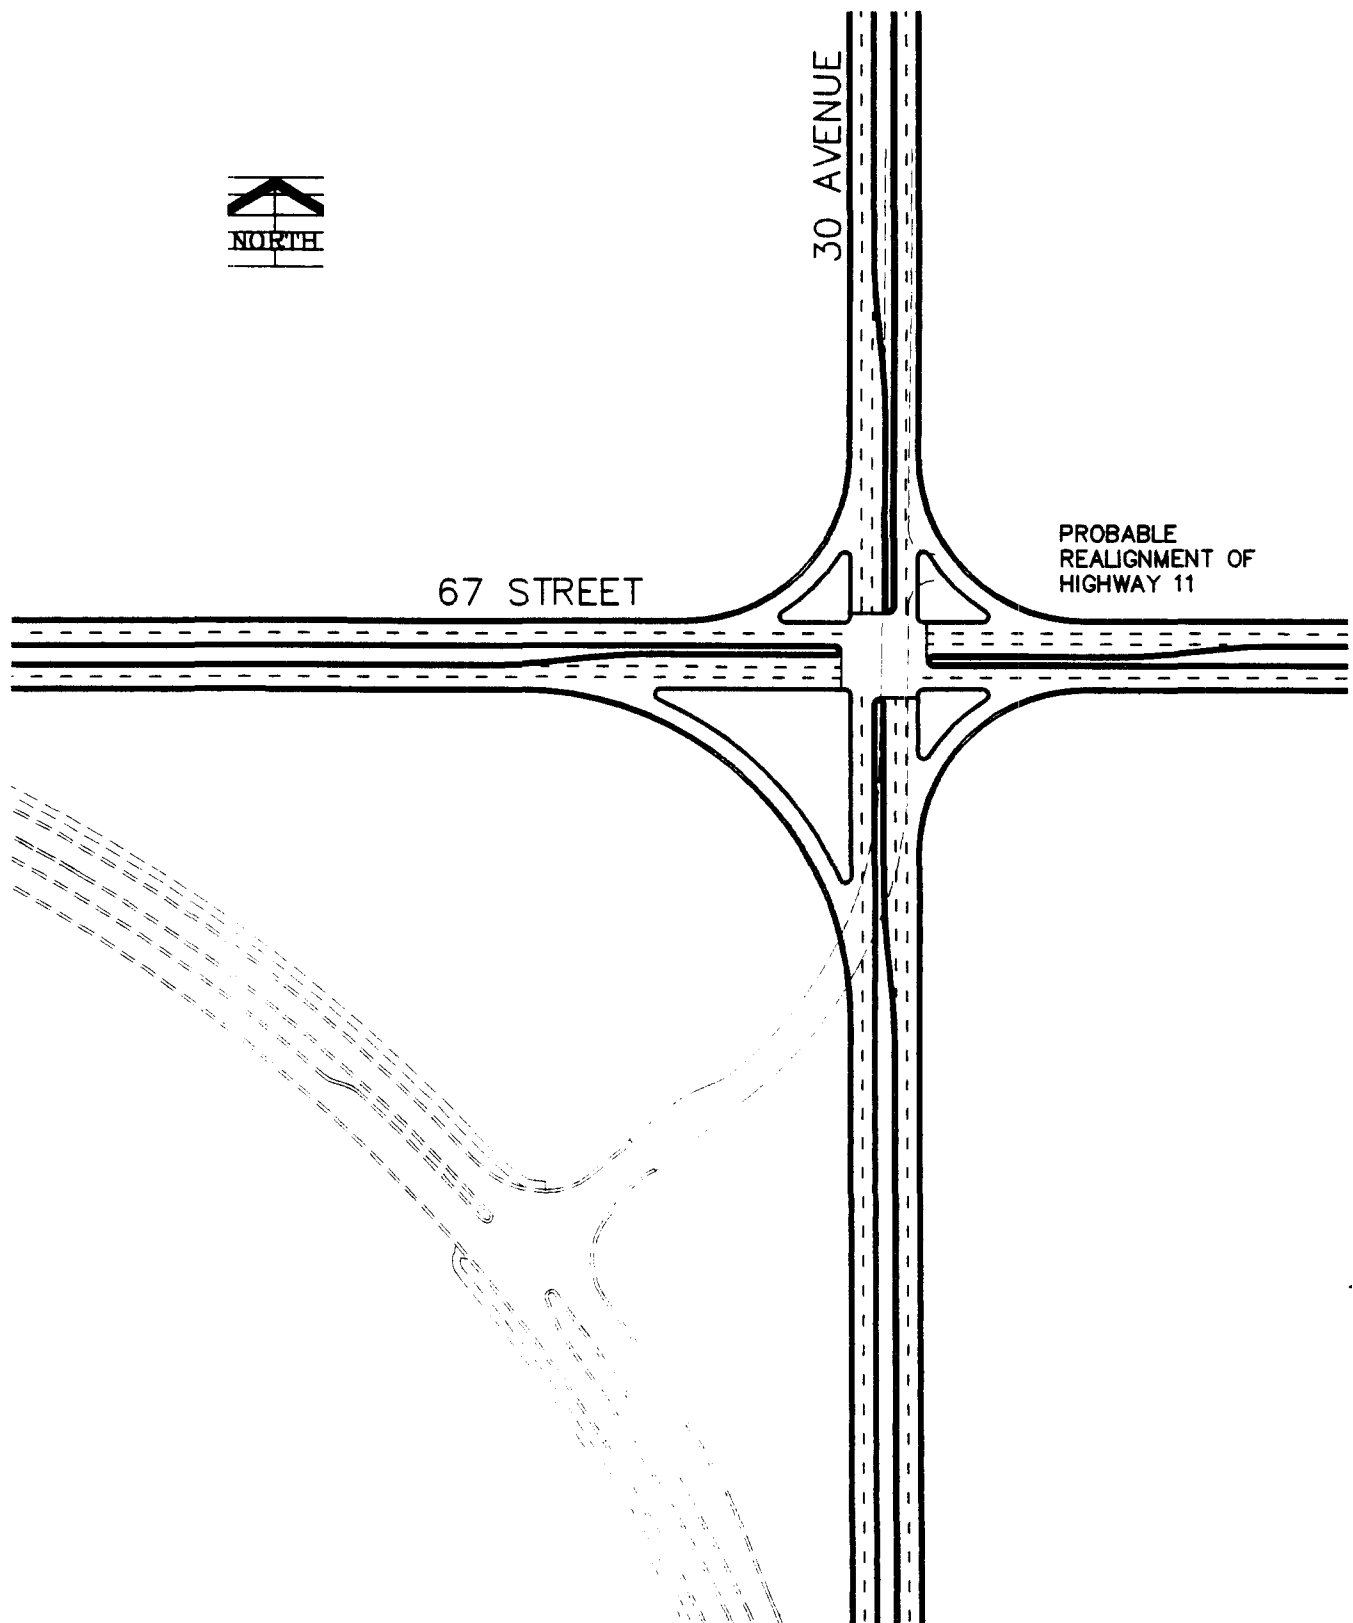 30 AVENUE
NORTH
PROBABLE
REALIGNMENT OF
HIGHWAY 11
67 STREET